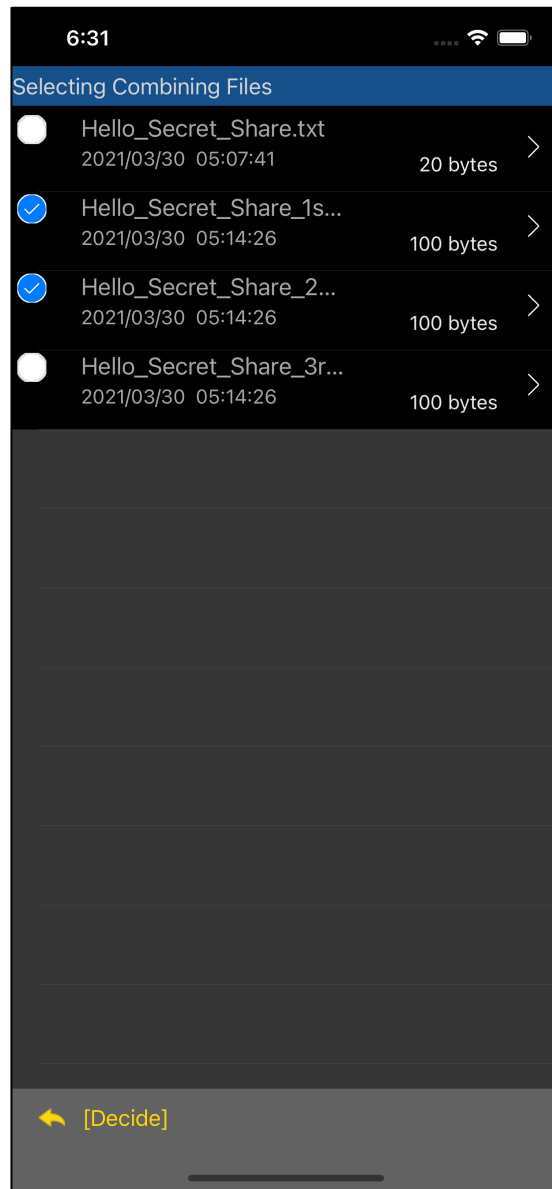 6:31
Selecting Combining Files
Hello_Secret_Share.txt
2021/03/30 05:07:41
20 bytes
Hello_Secret_Share_1s...
2021/03/30 05:14:26
100 bytes
Hello_Secret_Share_2...
2021/03/30 05:14:26
100 bytes
Hello_Secret_Share_3r...
2021/03/30 05:14:26
100 bytes
[Decide]